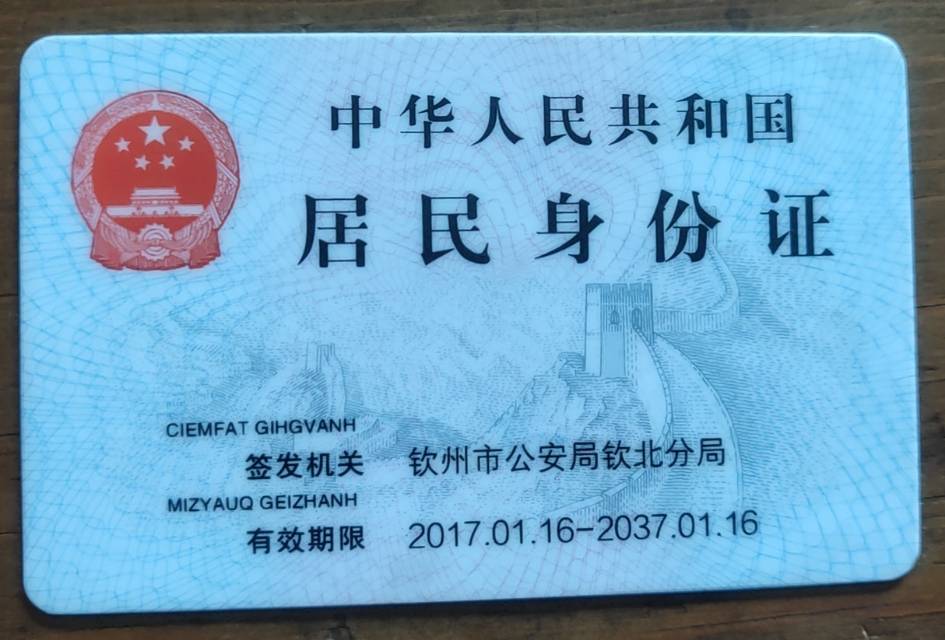 中华人民共和国
居民身份证
CIEMFAT GIHGVANH
签发机关 钦州市公安局钦北分局
MIZYAUQ GEIZHANH
有效期限 2017.01.16-2037.01.16